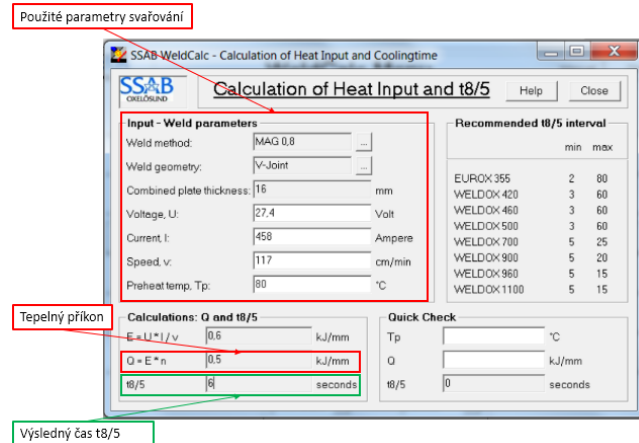 Použité parametry svařování
SSAB WeldCalc - Calculation of Heat Input and Coolingtime
SSAB
OXELÖSUND
Calculation of Heat Input and t8/5
Help
Close
Input - Weld parameters
Weld method: MAG 0,8 ...
Weld geometry: V-Joint ...
Combined plate thickness: 16 mm
Voltage, U: 27,4 Volt
Current, I: 458 Ampere
Speed, v: 117 cm/min
Preheat temp, Tp: 80 °C
Recommended t8/5 interval
min max
EUROX 355 2 80
WELDOX 420 3 60
WELDOX 460 3 60
WELDOX 500 3 60
WELDOX 700 5 25
WELDOX 900 5 20
WELDOX 960 5 15
WELDOX 1100 5 15
Tepelný příkon
Calculations: Q and t8/5
E = U * I / v 0,6 kJ/mm
Q = E * n 0,5 kJ/mm
t8/5 6 seconds
Quick Check
Tp °C
Q kJ/mm
t8/5 0 seconds
Výsledný čas t8/5